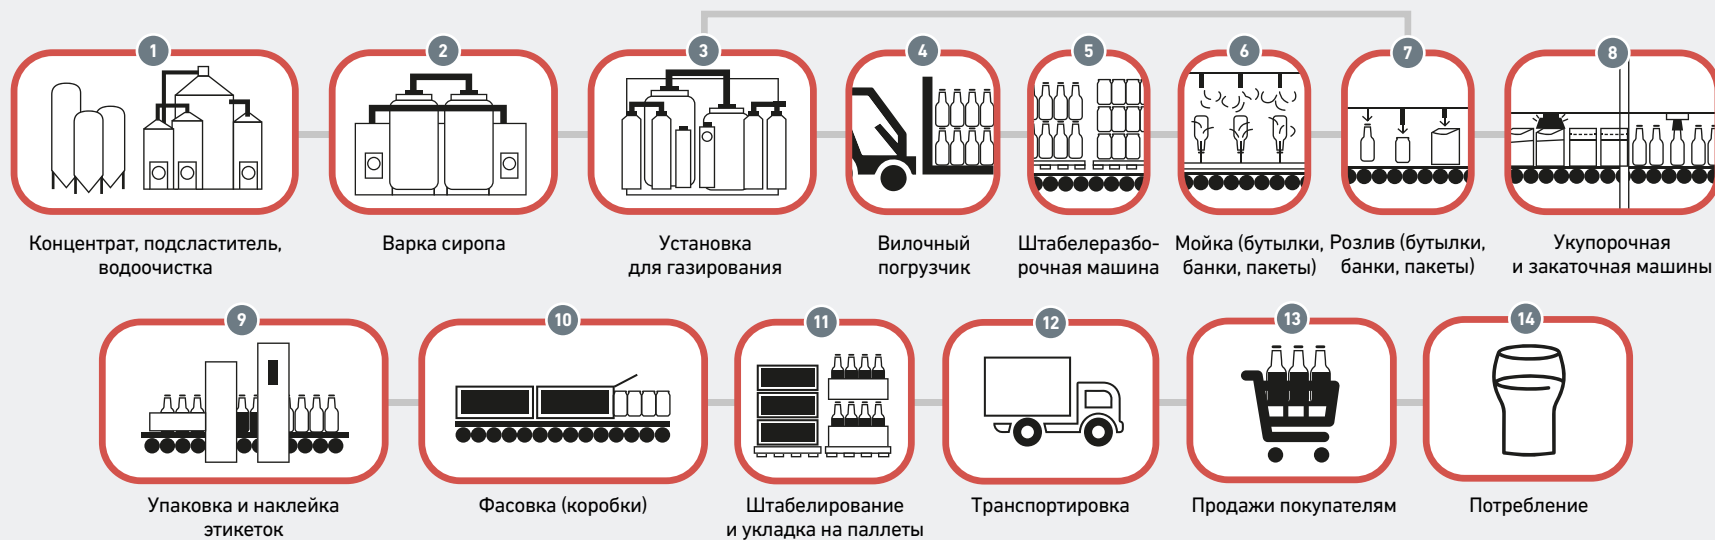 1
2
3
4
5
6
7
8
Концентрат, подсластитель,
водоочистка
Варка сиропа
Установка
для газирования
Вилочный
погрузчик
Штабелеразбо-
рочная машина
Мойка (бутылки,
банки, пакеты)
Розлив (бутылки,
банки, пакеты)
Укупорочная
и закаточная машины
9
10
11
12
13
14
Упаковка и наклейка
этикеток
Фасовка (коробки)
Штабелирование
и укладка на паллеты
Транспортировка
Продажи покупателям
Потребление